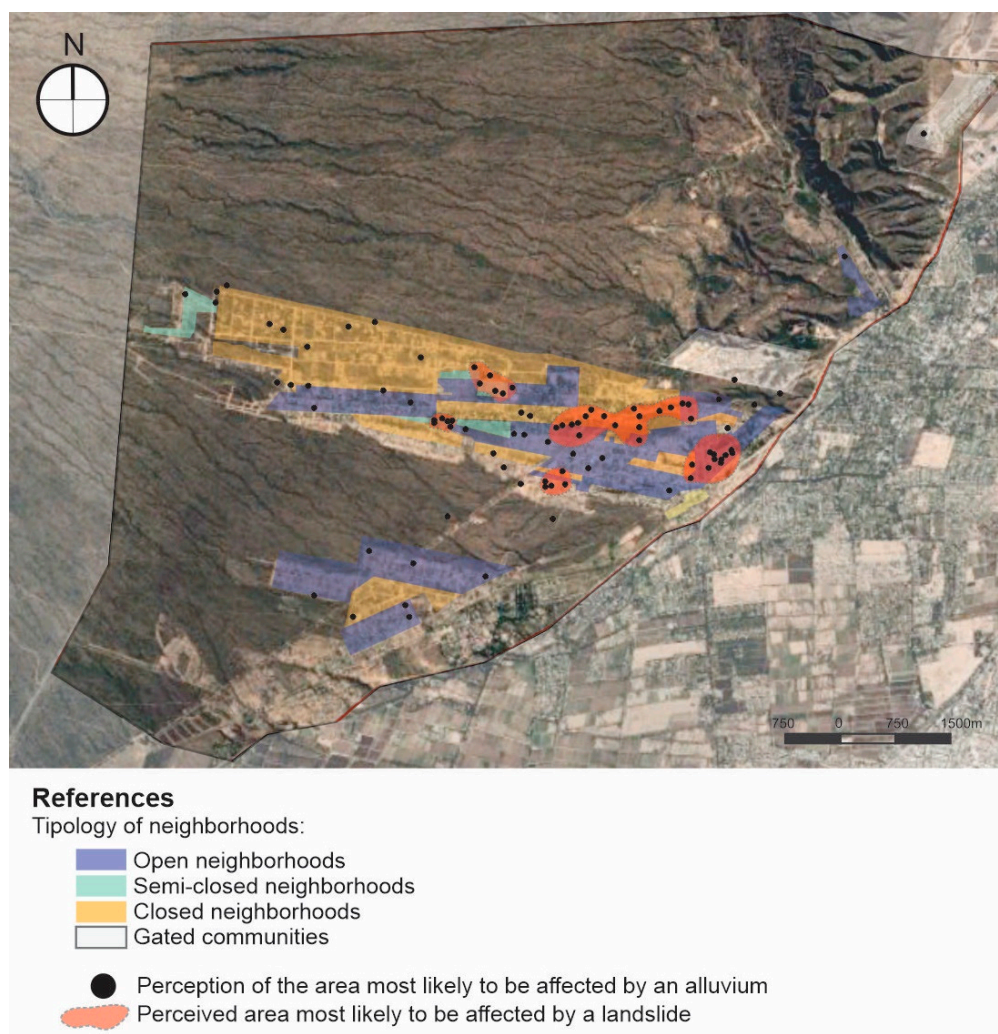 N
750 0 750 1500m
References
Tipology of neighborhoods:
Open neighborhoods
Semi-closed neighborhoods
Closed neighborhoods
Gated communities
Perception of the area most likely to be affected by an alluvium
Perceived area most likely to be affected by a landslide